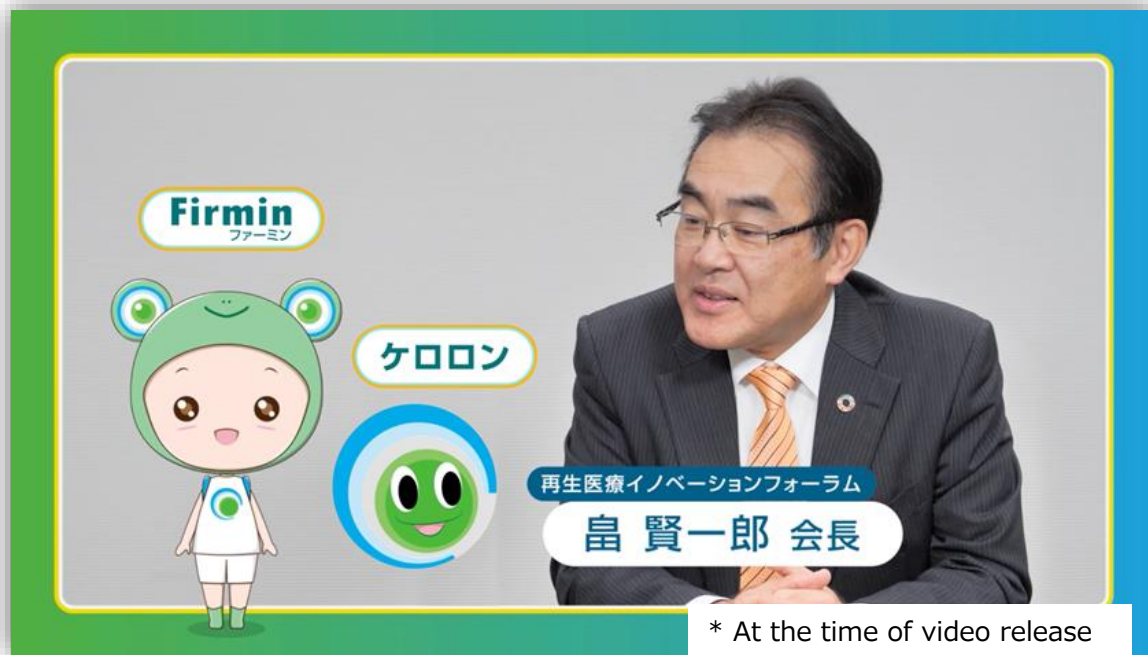 Firmin
ファーミン
ケロロン
再生医療イノベーションフォーラム
畠 賢一郎 会長
* At the time of video release